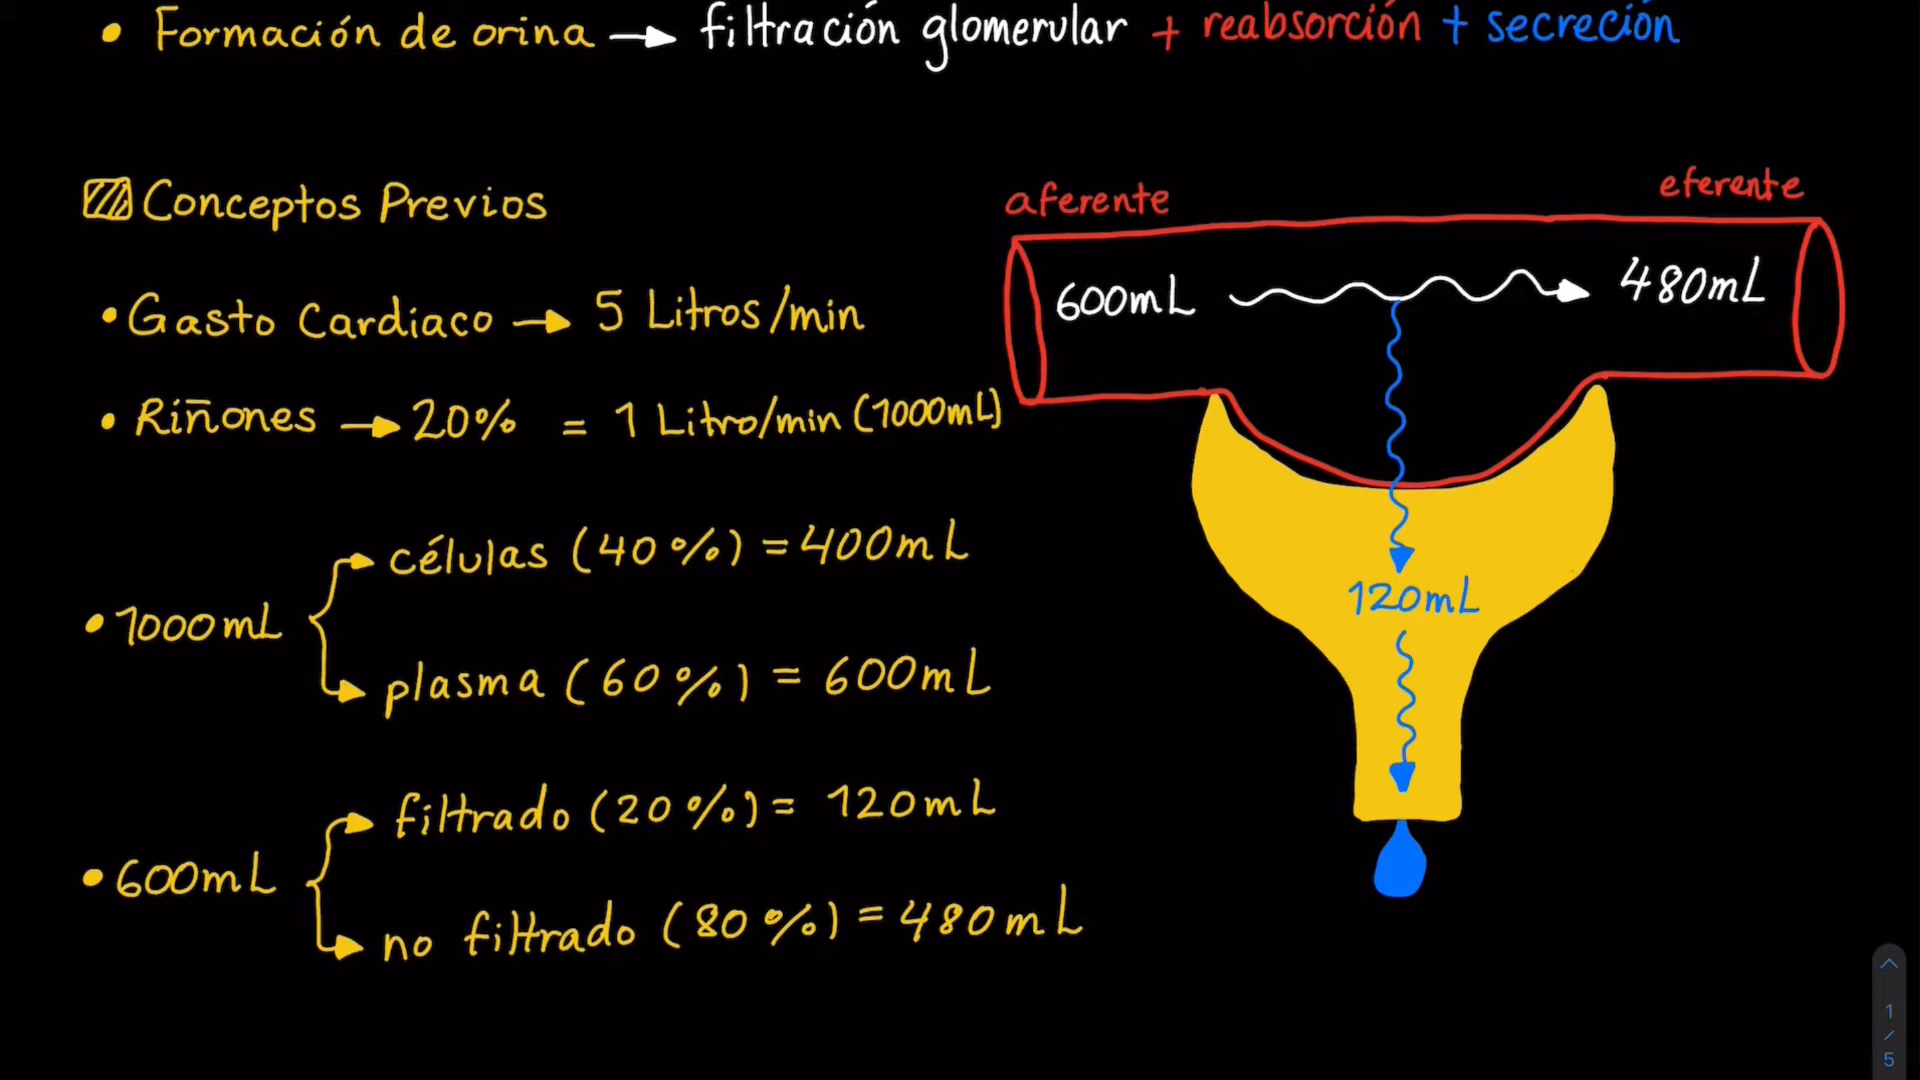 • Formación de orina → filtración glomerular + reabsorción + secreción
Conceptos Previos
• Gasto Cardiaco → 5 Litros/min
• Riñones → 20% = 1 Litro/min (1000mL)
• 1000mL
células (40%) = 400mL
plasma (60%) = 600mL
• 600mL
filtrado (20%) = 120mL
no filtrado (80%) = 480mL
aferente
eferente
600mL
480mL
120mL
1
/
5